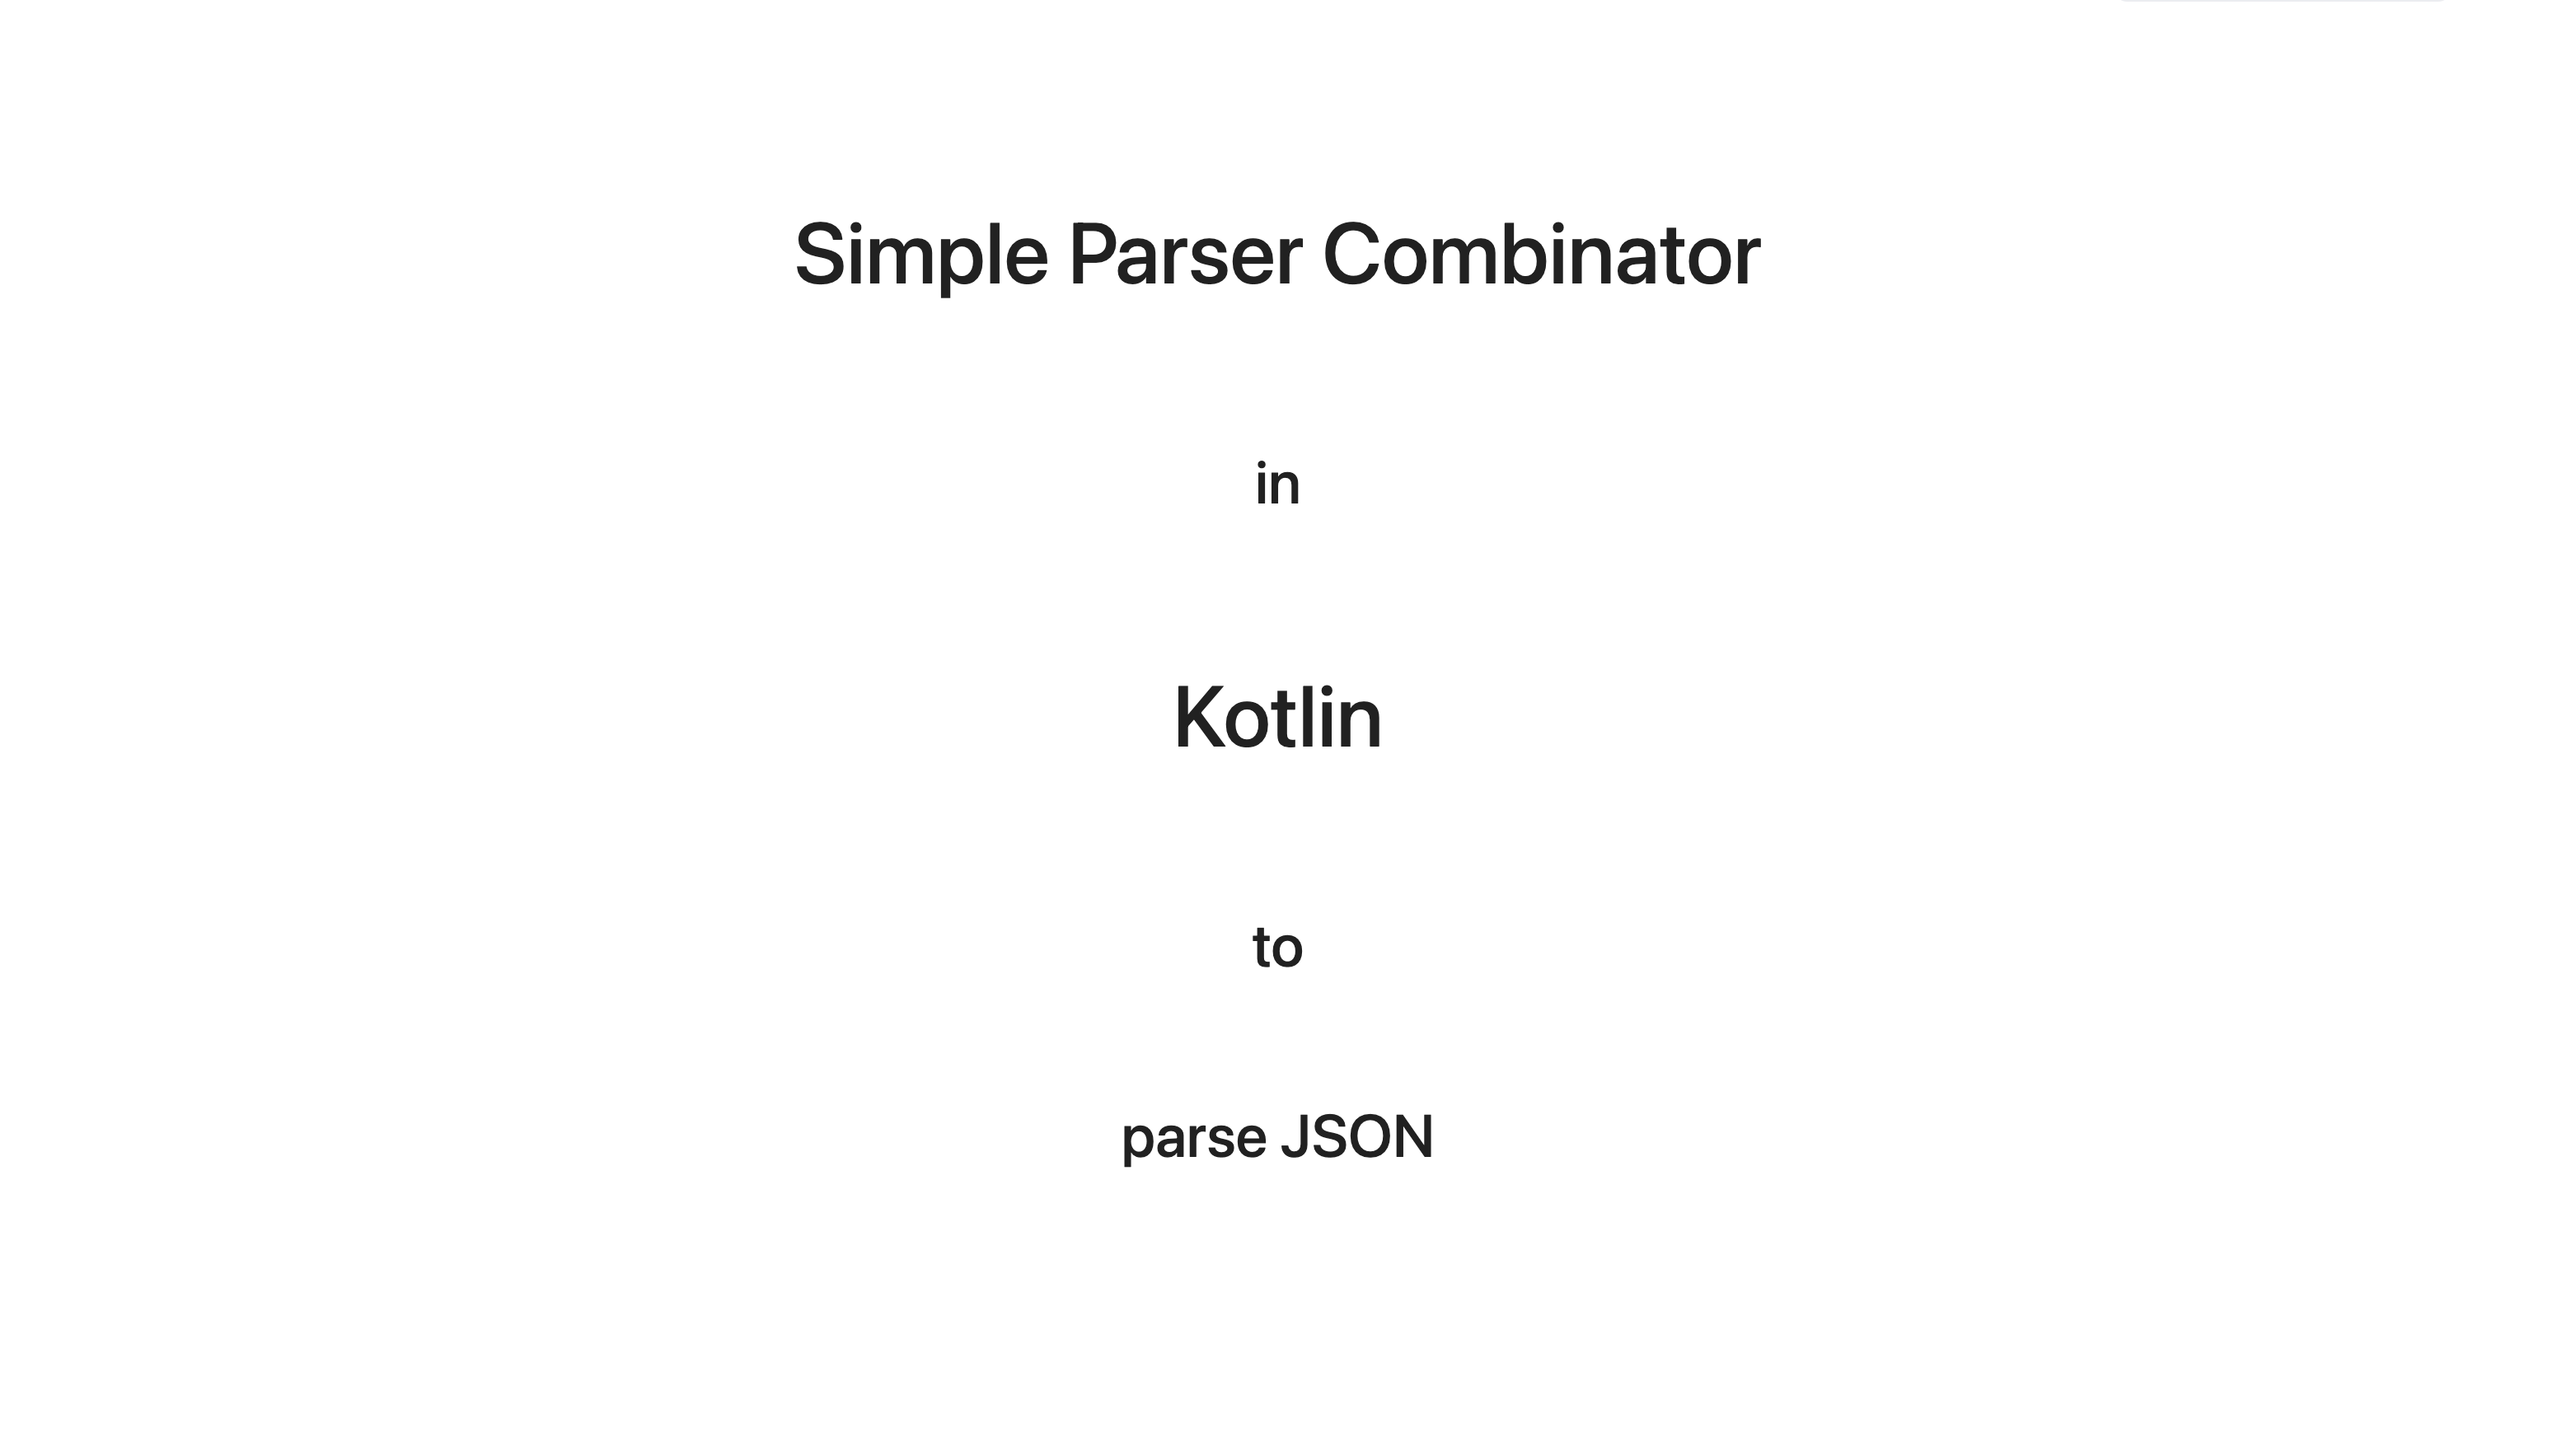 Simple Parser Combinator
in
Kotlin
to
parse JSON